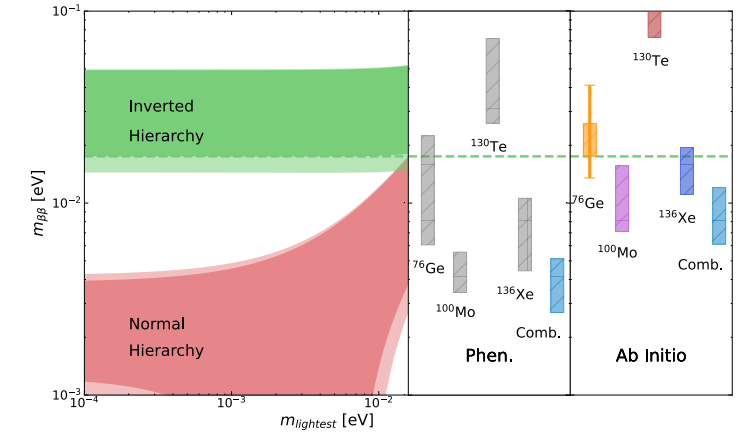 10⁻¹
10⁻²
10⁻³
m_ββ [eV]
Inverted
Hierarchy
Normal
Hierarchy
10⁻⁴
10⁻³
10⁻²
m_lightest [eV]
¹³⁰Te
⁷⁶Ge
¹⁰⁰Mo
¹³⁶Xe
Comb.
Phen.
¹³⁰Te
⁷⁶Ge
¹³⁶Xe
¹⁰⁰Mo
Comb.
Ab Initio